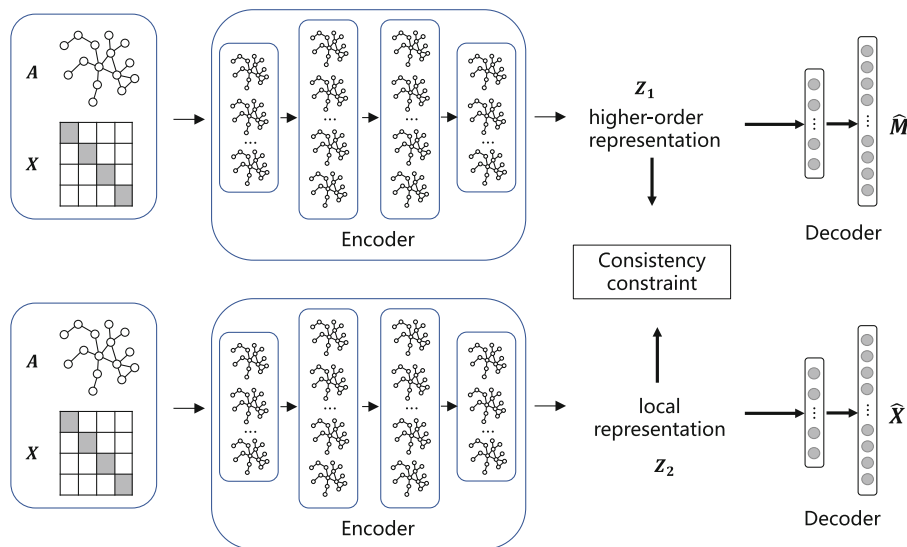 A
X
...
...
...
...
Encoder
Z₁
higher-order
representation
...
...
M̂
Decoder
Consistency
constraint
A
X
...
...
...
...
Encoder
local
representation
Z₂
...
...
X̂
Decoder